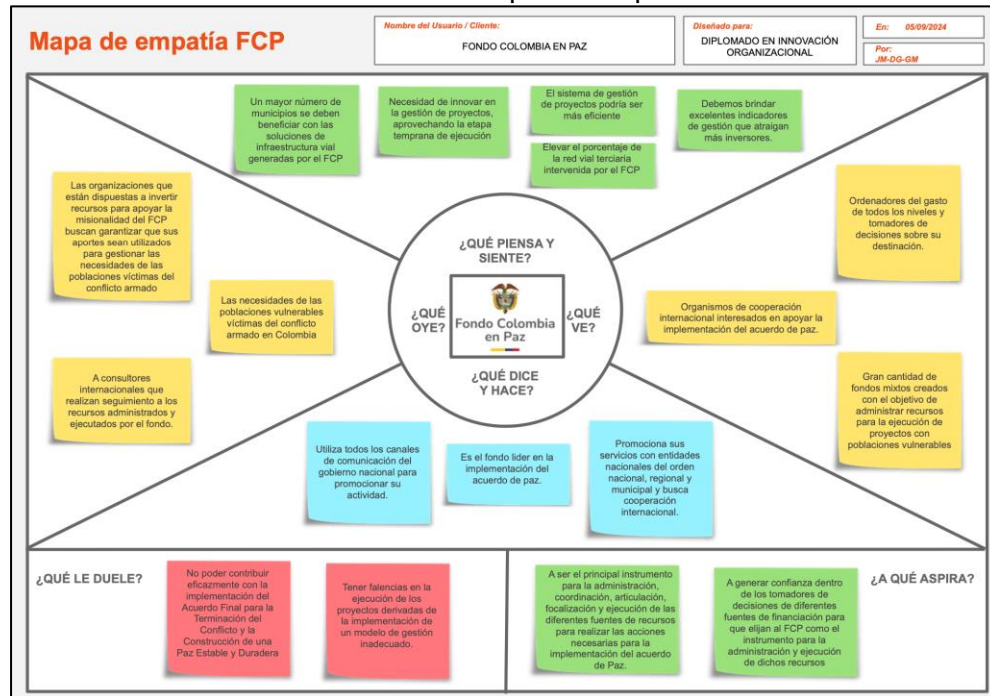 Mapa de empatía FCP
Nombre del Usuario / Cliente:
FONDO COLOMBIA EN PAZ
Diseñado para:
DIPLOMADO EN INNOVACIÓN
ORGANIZACIONAL
En: 05/09/2024
Por:
JM-DG-GM
Un mayor número de
municipios se deben
beneficiar con las
soluciones de
infraestructura vial
generadas por el FCP
Necesidad de innovar en
la gestión de proyectos,
aprovechando la etapa
temprana de ejecución
El sistema de gestión
de proyectos podría ser
más eficiente
Elevar el porcentaje de
la red vial terciaria
intervenida por el FCP
Debemos brindar
excelentes indicadores
de gestión que atraigan
más inversores.
Las organizaciones que
están dispuestas a invertir
recursos para apoyar la
misionalidad del FCP
buscan garantizar que sus
aportes sean utilizados
para gestionar las
necesidades de las
poblaciones víctimas del
conflicto armado
Las necesidades de las
poblaciones vulnerables
víctimas del conflicto
armado en Colombia
A consultores
internacionales que
realizan seguimiento a los
recursos administrados y
ejecutados por el fondo.
¿QUÉ PIENSA Y
SIENTE?
¿QUÉ
OYE?
Fondo Colombia
en Paz
¿QUÉ
VE?
¿QUÉ DICE
Y HACE?
Ordenadores del gasto
de todos los niveles y
tomadores de
decisiones sobre su
destinación.
Organismos de cooperación
internacional interesados en apoyar la
implementación del acuerdo de paz.
Gran cantidad de
fondos mixtos creados
con el objetivo de
administrar recursos
para la ejecución de
proyectos con
poblaciones vulnerables
Utiliza todos los canales
de comunicación del
gobierno nacional para
promocionar su
actividad.
Es el fondo lider en la
implementación del
acuerdo de paz.
Promociona sus
servicios con entidades
nacionales del orden
nacional, regional y
municipal y busca
cooperación
internacional.
¿QUÉ LE DUELE?
No poder contribuir
eficazmente con la
implementación del
Acuerdo Final para la
Terminación del
Conflicto y la
Construcción de una
Paz Estable y Duradera
Tener falencias en la
ejecución de los
proyectos derivadas de
la implementación de
un modelo de gestión
inadecuado.
A ser el principal instrumento
para la administración,
coordinación, articulación,
focalización y ejecución de las
diferentes fuentes de recursos
para realizar las acciones
necesarias para la
implementación del acuerdo
de Paz.
A generar confianza dentro
de los tomadores de
decisiones de diferentes
fuentes de financiación para
que elijan al FCP como el
instrumento para la
administración y ejecución
de dichos recursos
¿A QUÉ ASPIRA?